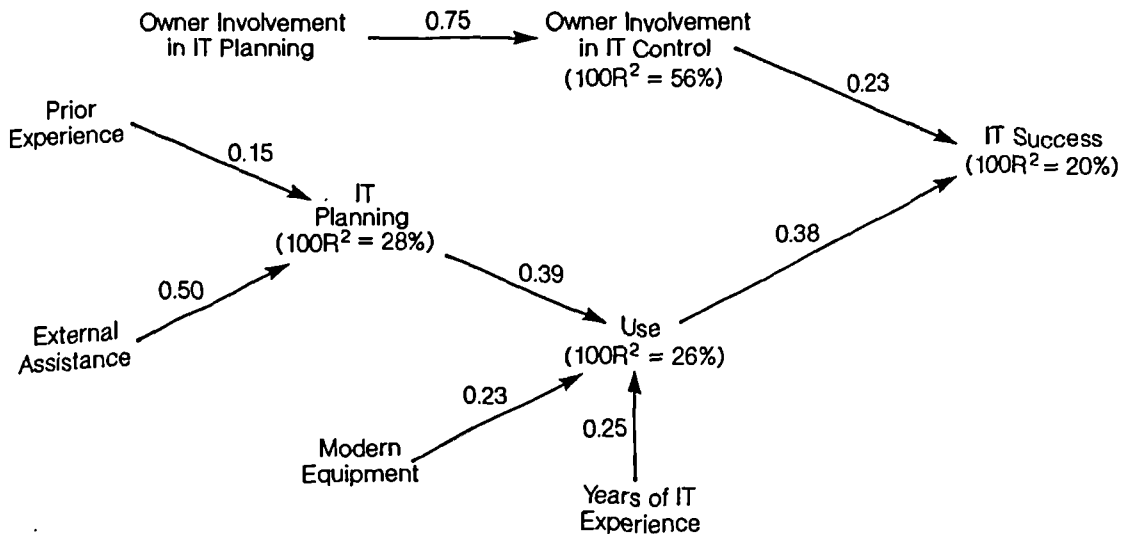 Owner Involvement
in IT Planning
0.75
Owner Involvement
in IT Control
(100R² = 56%)
0.23
Prior
Experience
0.15
IT Success
(100R² = 20%)
IT
Planning
(100R² = 28%)
0.38
0.50
0.39
External
Assistance
Use
(100R² = 26%)
0.23
0.25
Modern
Equipment
Years of IT
Experience